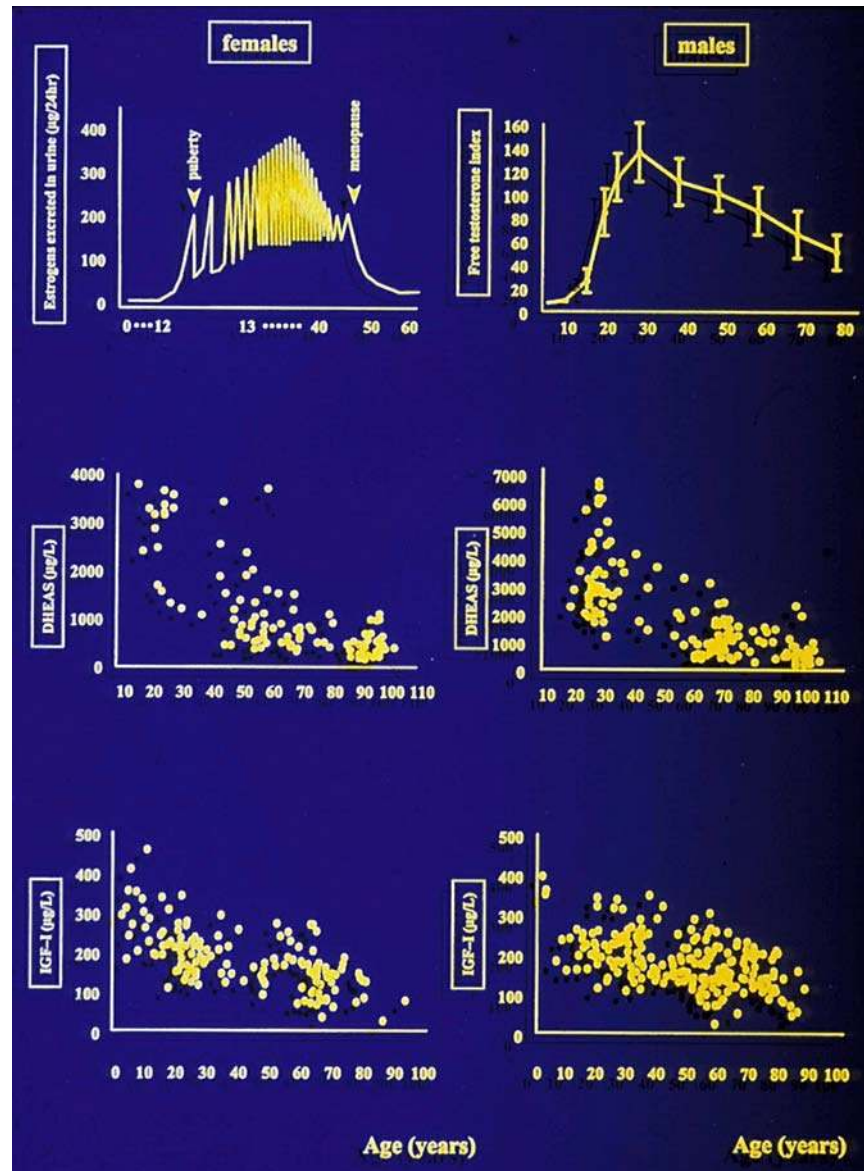 females
males
Estrogens excreted in urine (µg/24hr)
400
300
200
100
0
puberty
menopause
0 •••• 12 13 •••••• 40 50 60
Free testosterone index
160
140
120
100
80
60
40
20
0
10 20 30 40 50 60 70 80
DHEAS (µg/L)
4000
3000
2000
1000
0
10 20 30 40 50 60 70 80 90 100 110
DHEAS (µg/L)
7000
6000
5000
4000
3000
2000
1000
0
10 20 30 40 50 60 70 80 90 100 110
IGF-I (µg/L)
500
400
300
200
100
0
0 10 20 30 40 50 60 70 80 90 100
IGF-I (µg/L)
500
400
300
200
100
0
0 10 20 30 40 50 60 70 80 90 100
Age (years)
Age (years)